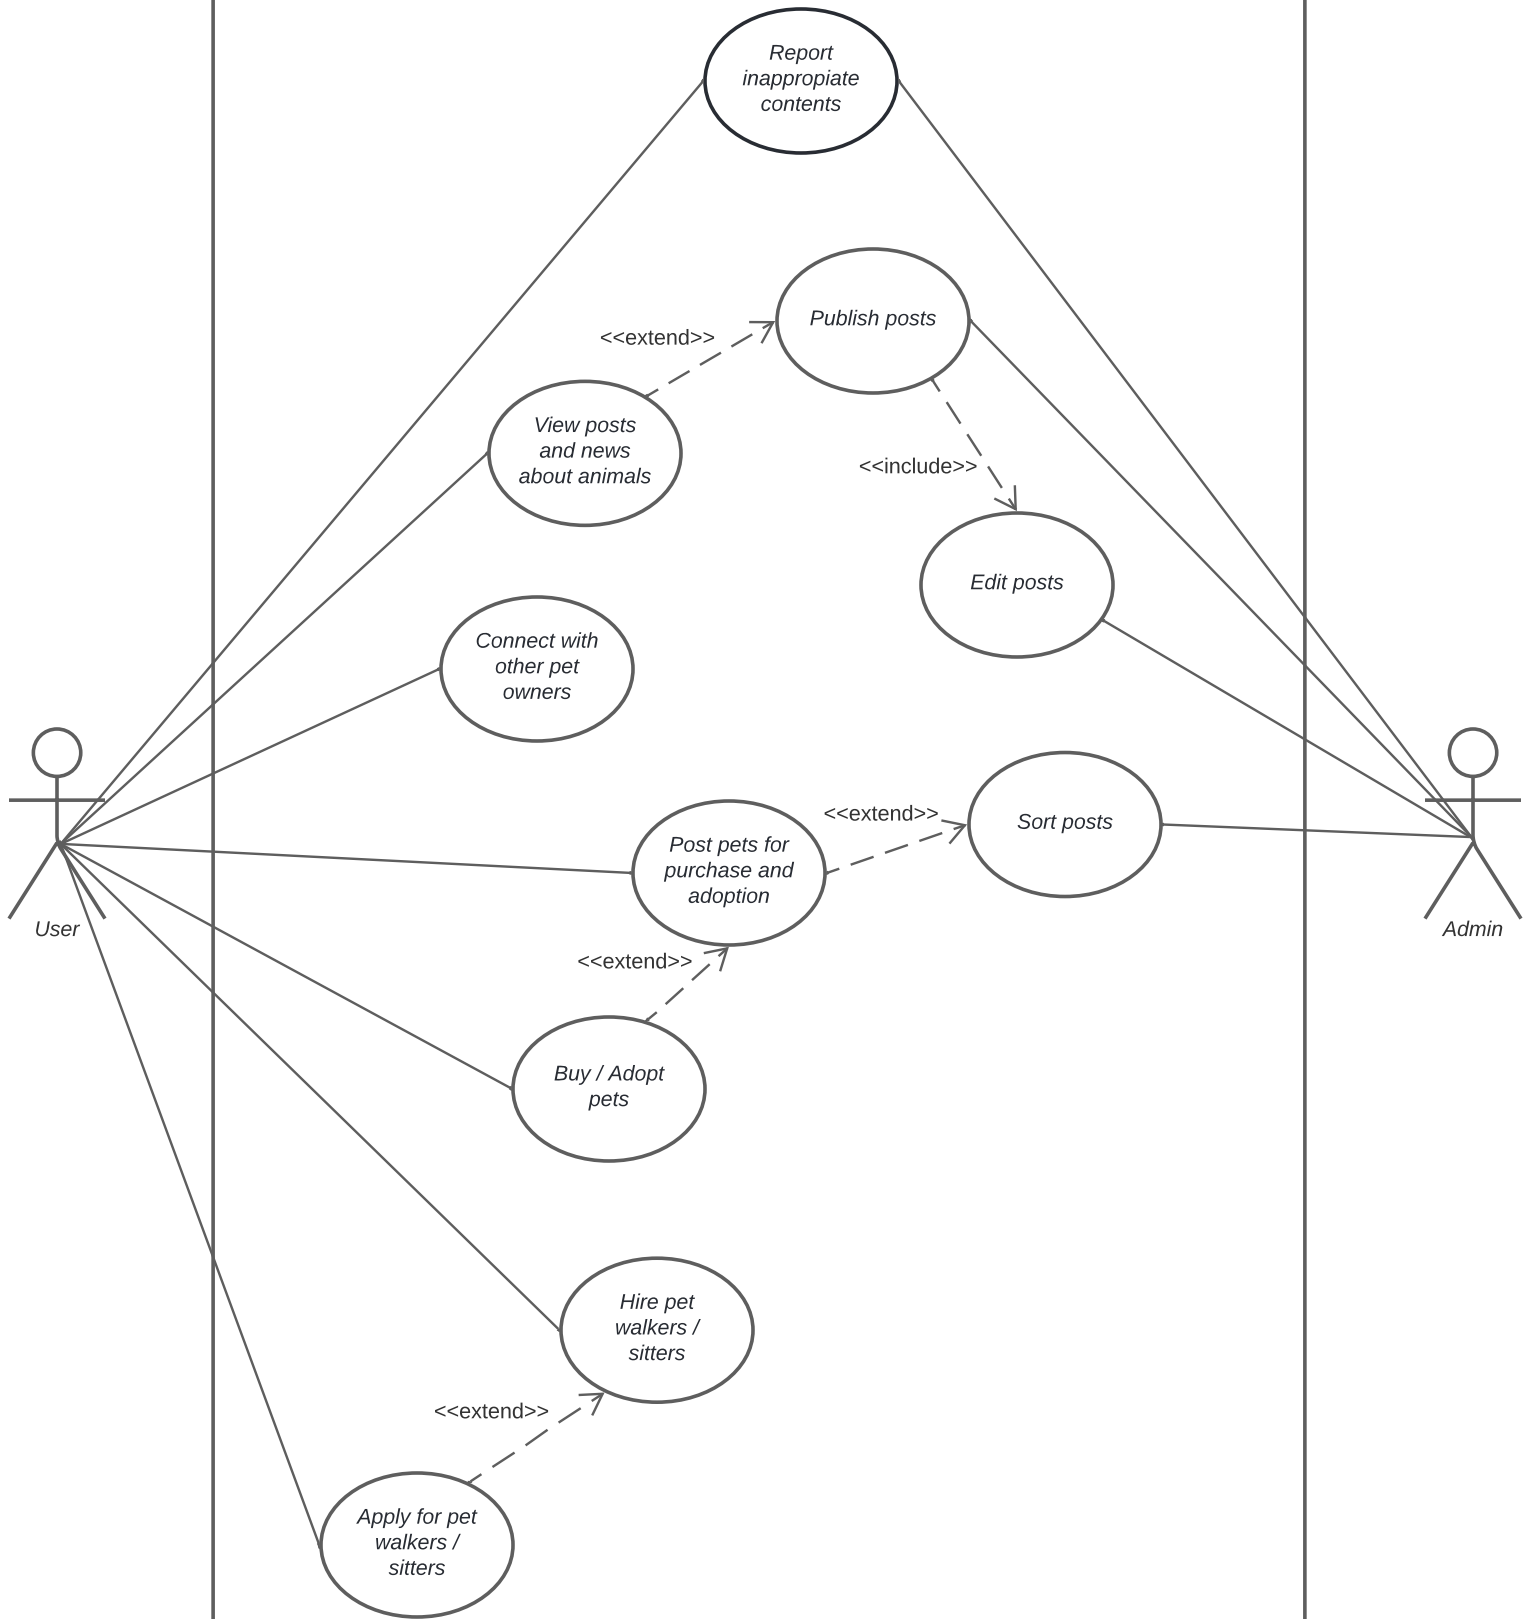 Report
inappropiate
contents
Publish posts
<<extend>>
View posts
and news
about animals
<<include>>
Edit posts
Connect with
other pet
owners
<<extend>>
Sort posts
Post pets for
purchase and
adoption
User
Admin
<<extend>>
Buy / Adopt
pets
Hire pet
walkers /
sitters
<<extend>>
Apply for pet
walkers /
sitters